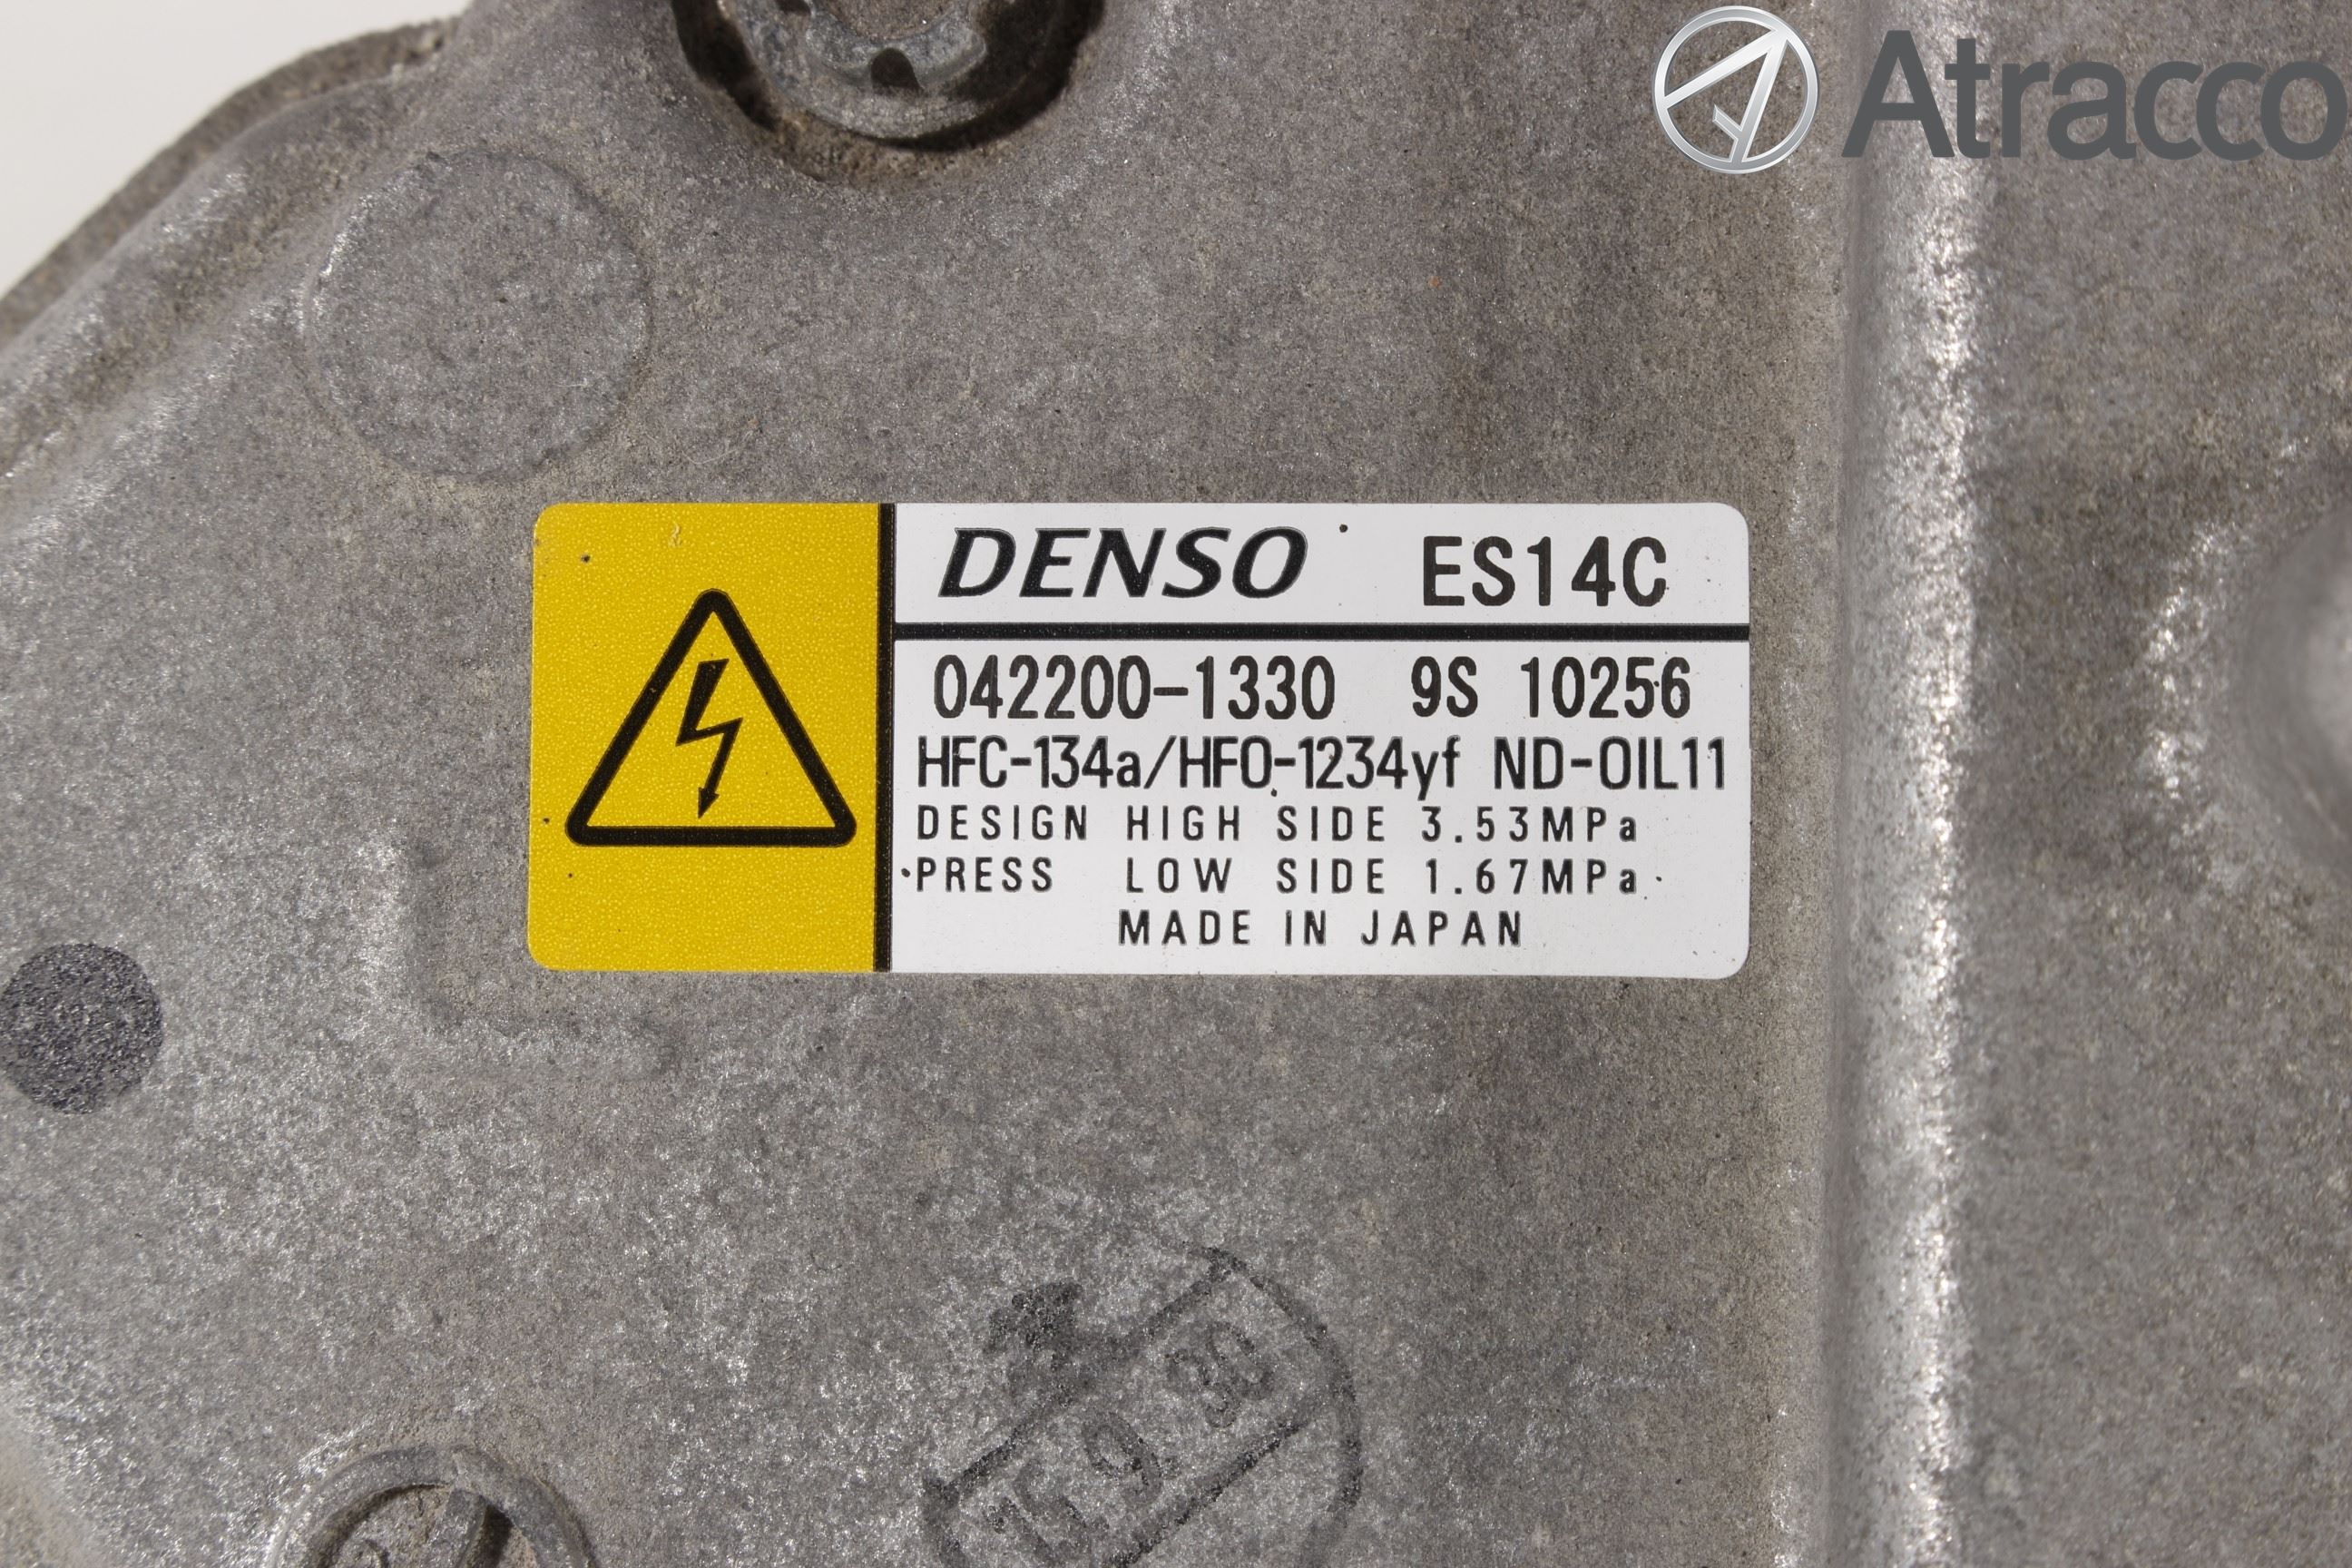 Atracco
DENSO ES14C
042200-1330 9S 10256
HFC-134a/HFO-1234yf ND-OIL11
DESIGN HIGH SIDE 3.53MPa
PRESS LOW SIDE 1.67MPa
MADE IN JAPAN